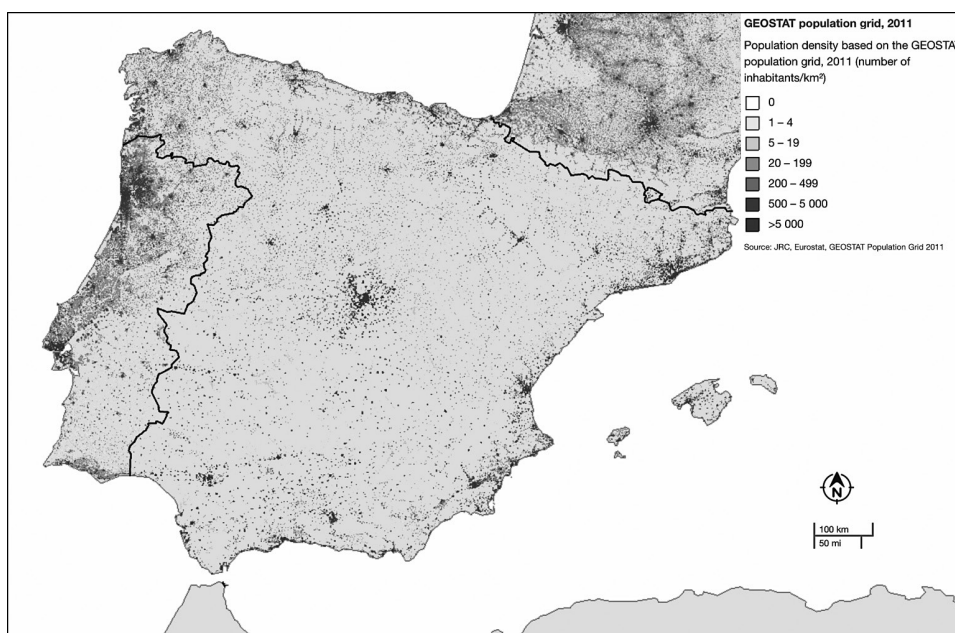 GEOSTAT population grid, 2011
Population density based on the GEOSTAT
population grid, 2011 (number of
inhabitants/km²)
0
1 – 4
5 – 19
20 – 199
200 – 499
500 – 5 000
>5 000
Source: JRC, Eurostat, GEOSTAT Population Grid 2011
N
100 km
50 mi